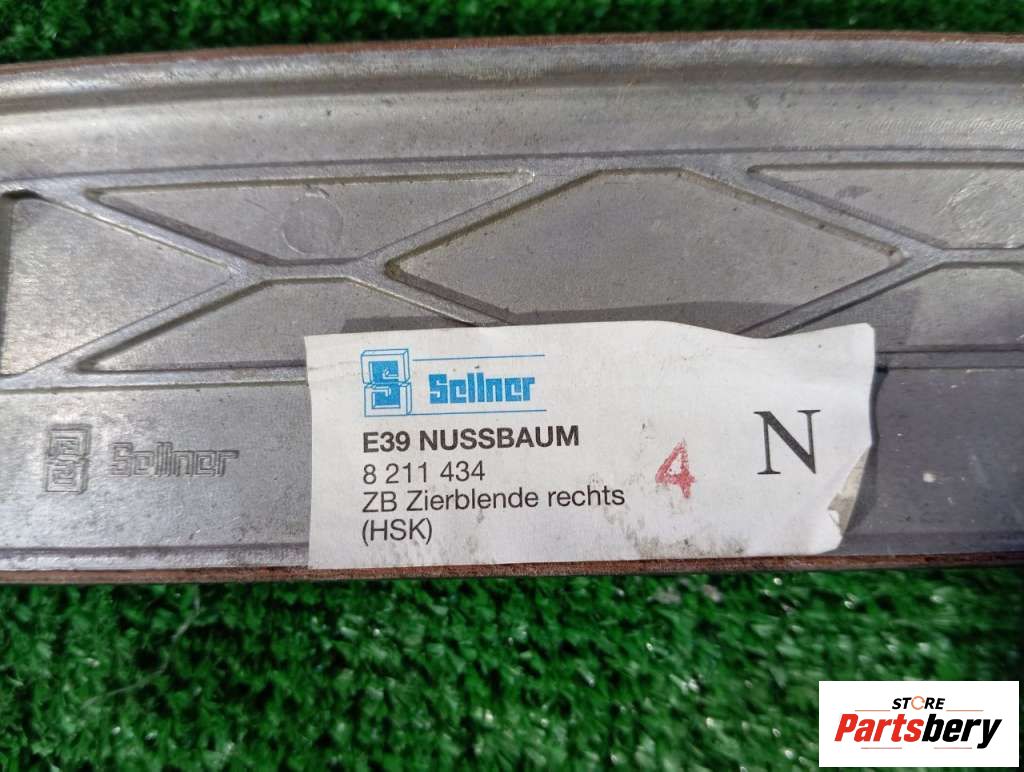 S Sellner
E39 NUSSBAUM
8 211 434
ZB Zierblende rechts
(HSK)
4
N
S Sellner
STORE
Partsbery